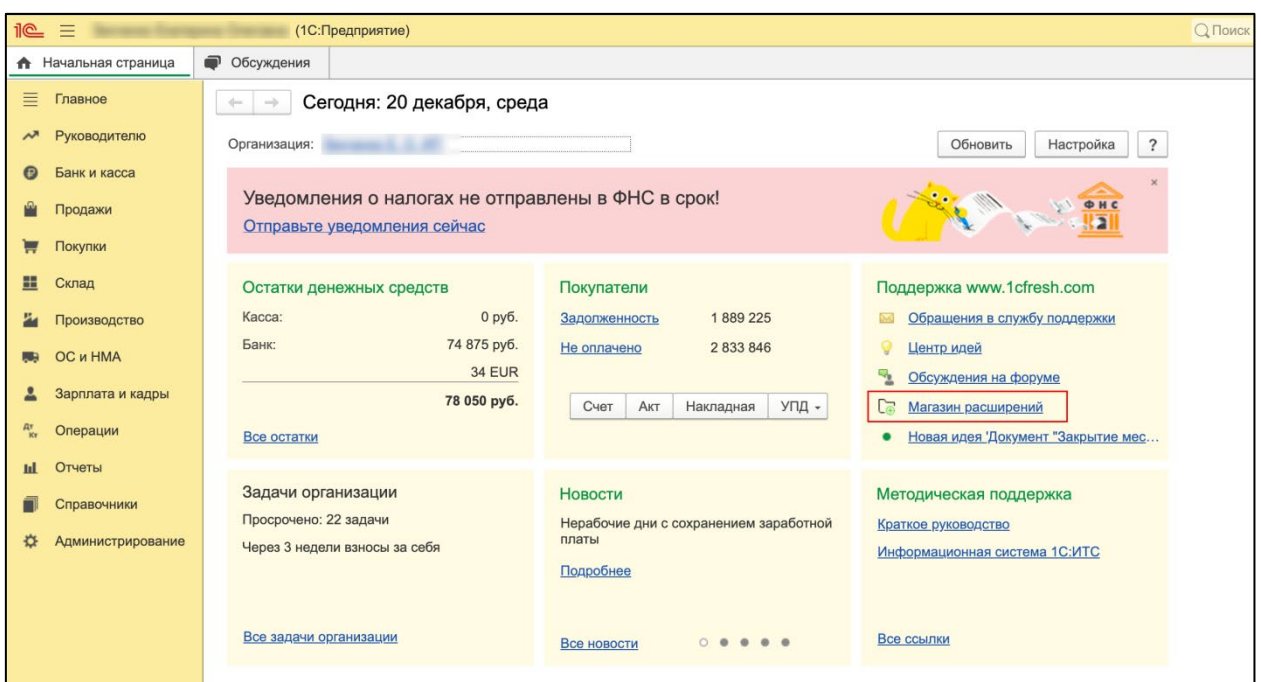 1С (1С:Предприятие) Поиск
Начальная страница Обсуждения
Главное
Руководителю
Банк и касса
Продажи
Покупки
Склад
Производство
ОС и НМА
Зарплата и кадры
Дт Кт Операции
Отчеты
Справочники
Администрирование
Сегодня: 20 декабря, среда
Организация:
Обновить Настройка ?
Уведомления о налогах не отправлены в ФНС в срок!
Отправьте уведомления сейчас
ФНС
Остатки денежных средств
Касса: 0 руб.
Банк: 74 875 руб.
34 EUR
78 050 руб.
Все остатки
Покупатели
Задолженность 1 889 225
Не оплачено 2 833 846
Счет Акт Накладная УПД
Поддержка www.1cfresh.com
Обращения в службу поддержки
Центр идей
Обсуждения на форуме
Магазин расширений
Новая идея 'Документ "Закрытие мес...
Задачи организации
Просрочено: 22 задачи
Через 3 недели взносы за себя
Все задачи организации
Новости
Нерабочие дни с сохранением заработной
платы
Подробнее
Все новости
Методическая поддержка
Краткое руководство
Информационная система 1С:ИТС
Все ссылки